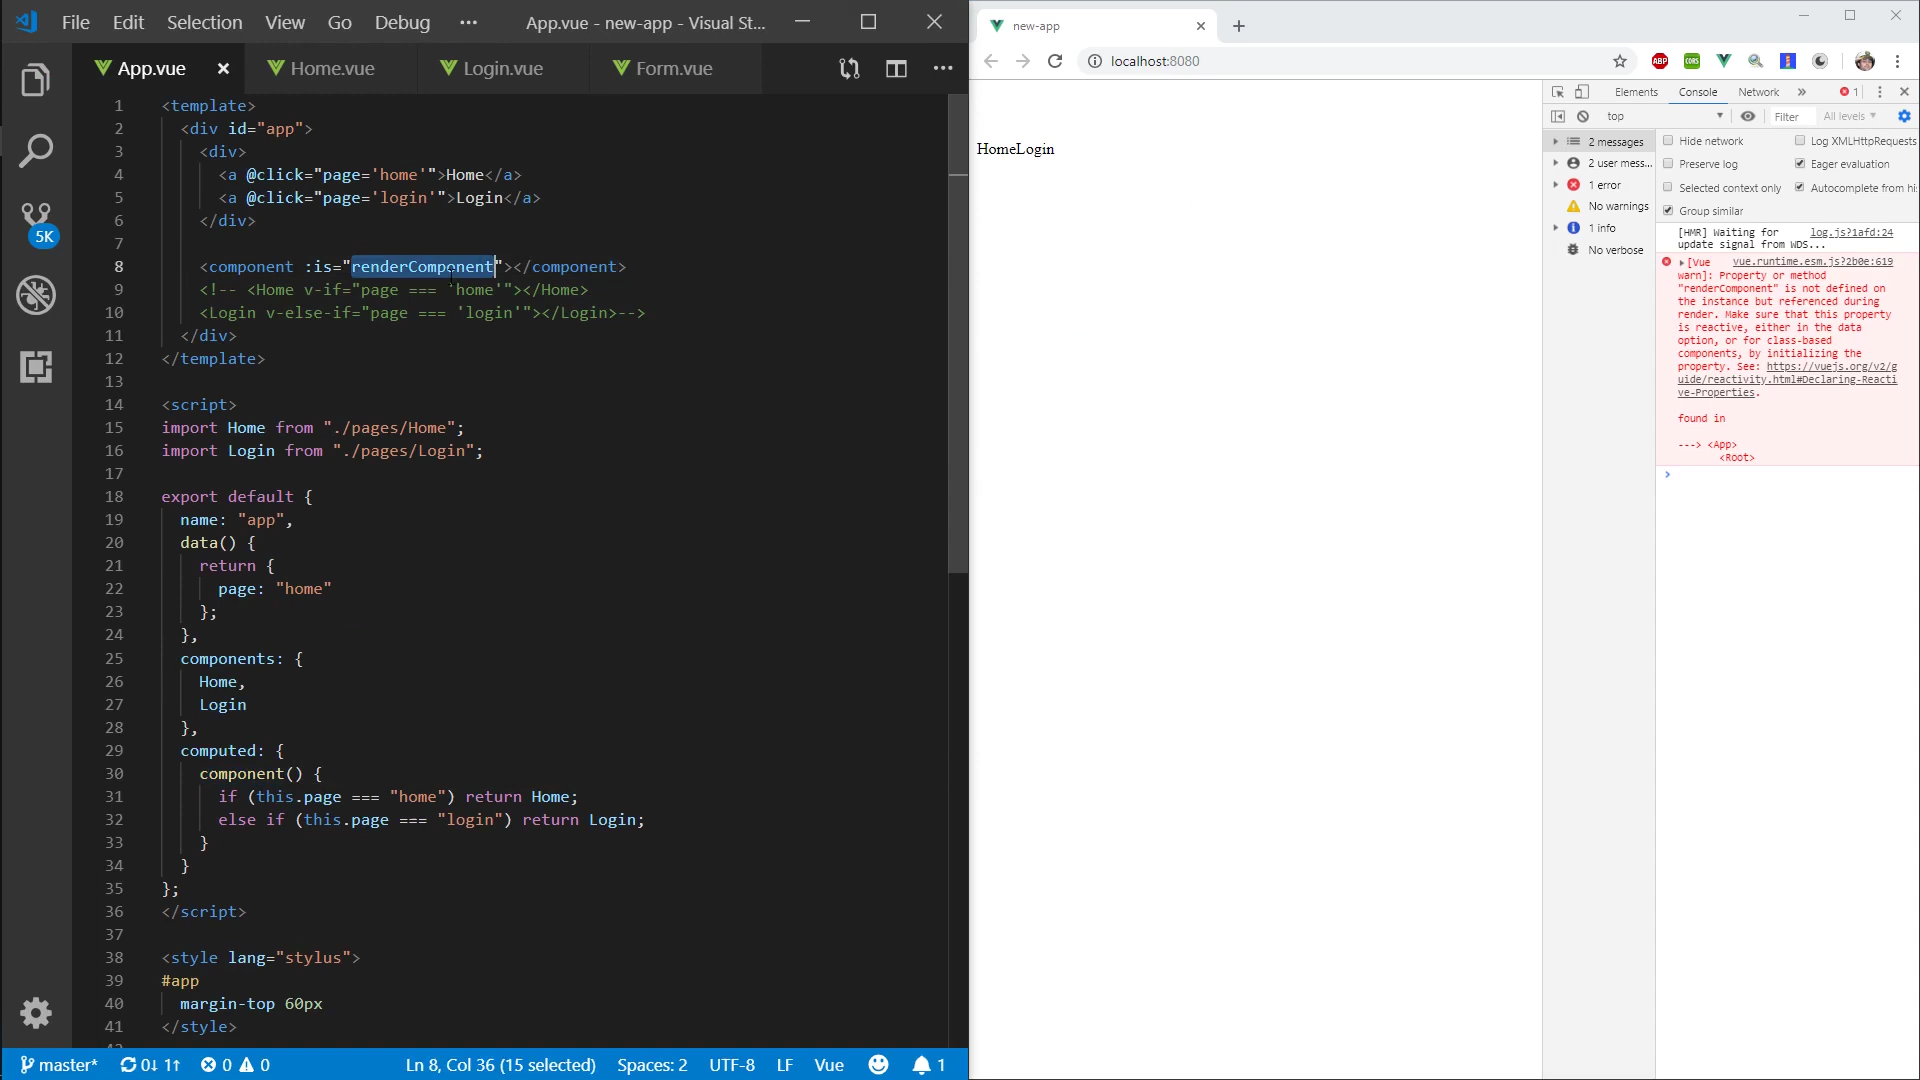 File Edit Selection View Go Debug ··· App.vue - new-app - Visual St...
App.vue Home.vue Login.vue Form.vue
1 <template>
2 <div id="app">
3 <div>
4 <a @click="page='home'">Home</a>
5 <a @click="page='login'">Login</a>
6 </div>
7
8 <component :is="renderComponent"></component>
9 <!-- <Home v-if="page === 'home'"></Home>
10 <Login v-else-if="page === 'login'"></Login>-->
11 </div>
12 </template>
13
14 <script>
15 import Home from "./pages/Home";
16 import Login from "./pages/Login";
17
18 export default {
19 name: "app",
20 data() {
21 return {
22 page: "home"
23 };
24 },
25 components: {
26 Home,
27 Login
28 },
29 computed: {
30 component() {
31 if (this.page === "home") return Home;
32 else if (this.page === "login") return Login;
33 }
34 }
35 };
36 </script>
37
38 <style lang="stylus">
39 #app
40 margin-top 60px
41 </style>
5K
master* 0↓ 1↑ 0 0 Ln 8, Col 36 (15 selected) Spaces: 2 UTF-8 LF Vue 1
new-app
localhost:8080
ABP CORS
HomeLogin
Elements Console Network » 1
top Filter All levels
2 messages
2 user mess...
1 error
No warnings
1 info
No verbose
Hide network Log XMLHttpRequests
Preserve log Eager evaluation
Selected context only Autocomplete from hi
Group similar
[HMR] Waiting for log.js?1afd:24
update signal from WDS...
[Vue vue.runtime.esm.js?2b0e:619
warn]: Property or method
"renderComponent" is not defined on
the instance but referenced during
render. Make sure that this property
is reactive, either in the data
option, or for class-based
components, by initializing the
property. See: https://vuejs.org/v2/g
uide/reactivity.html#Declaring-Reacti
ve-Properties.
found in
---> <App>
<Root>